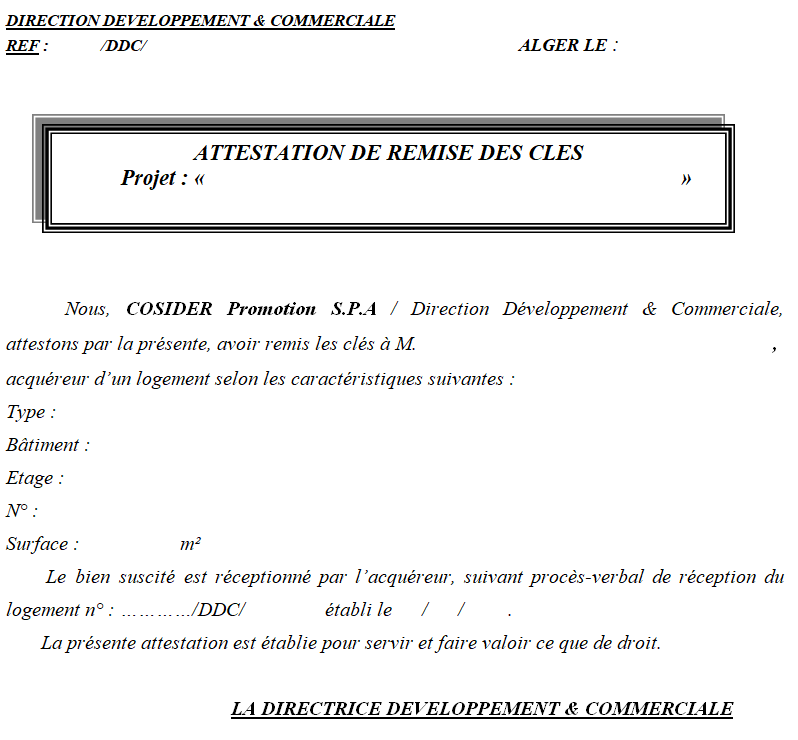 DIRECTION DEVELOPPEMENT & COMMERCIALE
REF : /DDC/ ALGER LE :
ATTESTATION DE REMISE DES CLES
Projet : « »
Nous, COSIDER Promotion S.P.A / Direction Développement & Commerciale,
attestons par la présente, avoir remis les clés à M. ,
acquéreur d’un logement selon les caractéristiques suivantes :
Type :
Bâtiment :
Etage :
N° :
Surface : m²
Le bien suscité est réceptionné par l’acquéreur, suivant procès-verbal de réception du
logement n° : …………/DDC/ établi le / / .
La présente attestation est établie pour servir et faire valoir ce que de droit.
LA DIRECTRICE DEVELOPPEMENT & COMMERCIALE